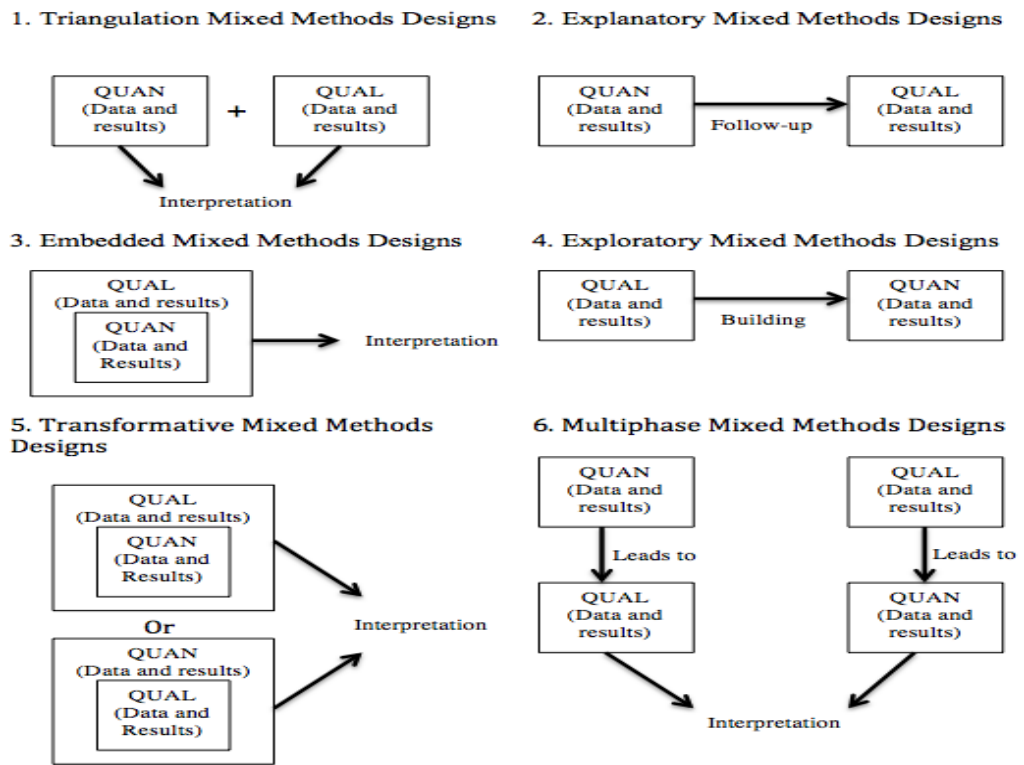 1. Triangulation Mixed Methods Designs
QUAN
(Data and
results)
+
QUAL
(Data and
results)
Interpretation
2. Explanatory Mixed Methods Designs
QUAN
(Data and
results)
Follow-up
QUAL
(Data and
results)
3. Embedded Mixed Methods Designs
QUAL
(Data and results)
QUAN
(Data and
Results)
Interpretation
4. Exploratory Mixed Methods Designs
QUAL
(Data and
results)
Building
QUAN
(Data and
results)
5. Transformative Mixed Methods
Designs
QUAL
(Data and results)
QUAN
(Data and
Results)
Or
QUAN
(Data and results)
QUAL
(Data and
Results)
Interpretation
6. Multiphase Mixed Methods Designs
QUAN
(Data and
results)
Leads to
QUAL
(Data and
results)
QUAL
(Data and
results)
Leads to
QUAN
(Data and
results)
Interpretation